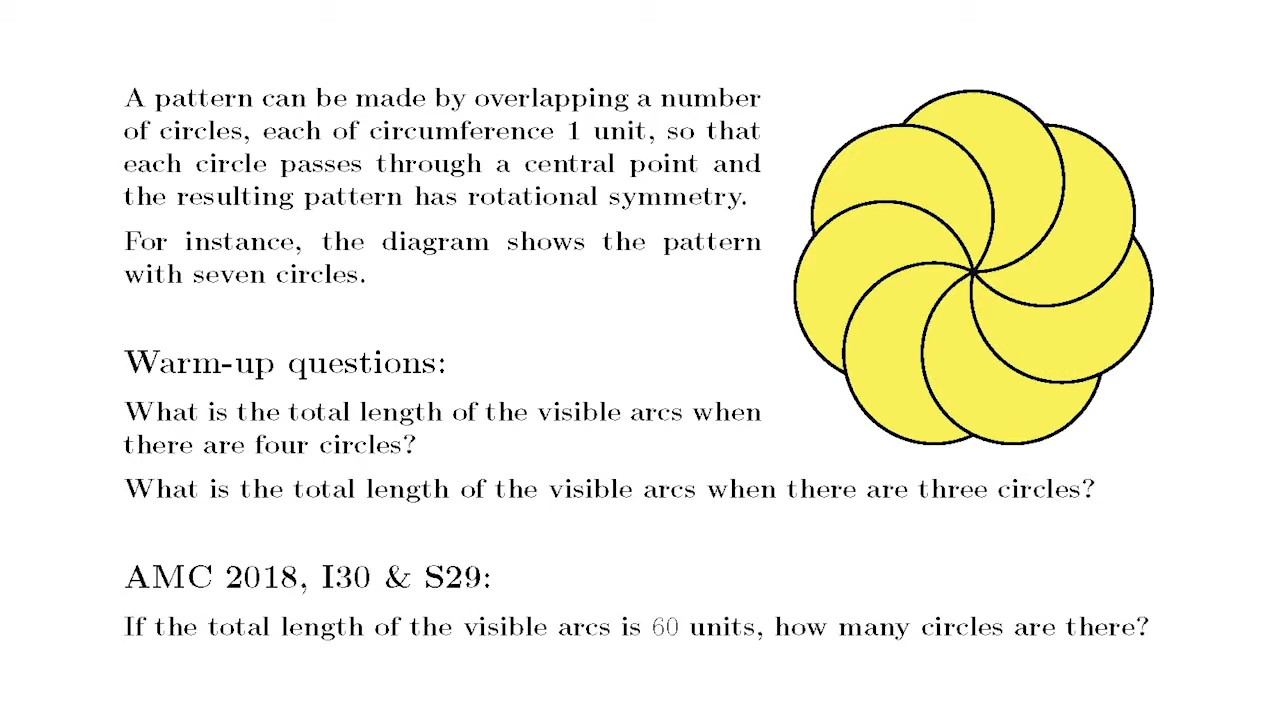 A pattern can be made by overlapping a number
of circles, each of circumference 1 unit, so that
each circle passes through a central point and
the resulting pattern has rotational symmetry.
For instance, the diagram shows the pattern
with seven circles.
Warm-up questions:
What is the total length of the visible arcs when
there are four circles?
What is the total length of the visible arcs when there are three circles?
AMC 2018, I30 & S29:
If the total length of the visible arcs is 60 units, how many circles are there?